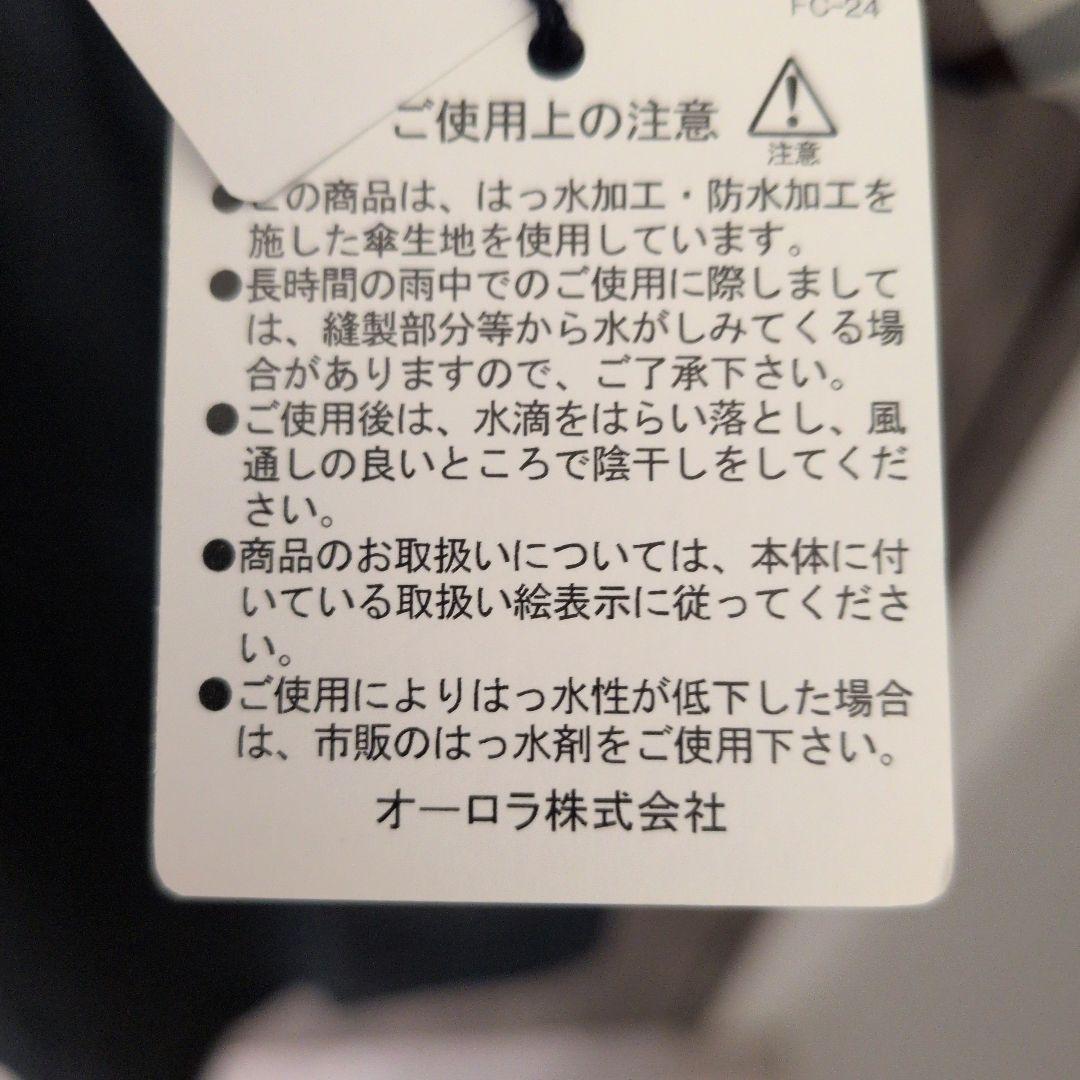 FC-24
ご使用上の注意
注意
●この商品は、はっ水加工・防水加工を
施した傘生地を使用しています。
●長時間の雨中でのご使用に際しまして
は、縫製部分等から水がしみてくる場
合がありますので、ご了承下さい。
●ご使用後は、水滴をはらい落とし、風
通しの良いところで陰干しをしてくだ
さい。
●商品のお取扱いについては、本体に付
いている取扱い絵表示に従ってくださ
い。
●ご使用によりはっ水性が低下した場合
は、市販のはっ水剤をご使用下さい。
オーロラ株式会社